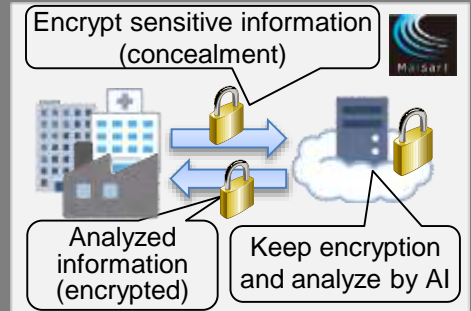 Encrypt sensitive information
(concealment)
Maisart
Analyzed
information
(encrypted)
Keep encryption
and analyze by AI